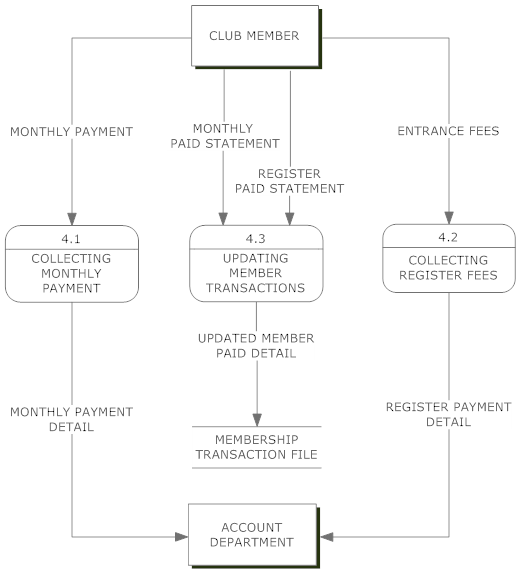 CLUB MEMBER
MONTHLY PAYMENT
MONTHLY
PAID STATEMENT
ENTRANCE FEES
REGISTER
PAID STATEMENT
4.1
COLLECTING
MONTHLY
PAYMENT
4.3
UPDATING
MEMBER
TRANSACTIONS
4.2
COLLECTING
REGISTER FEES
UPDATED MEMBER
PAID DETAIL
MONTHLY PAYMENT
DETAIL
REGISTER PAYMENT
DETAIL
MEMBERSHIP
TRANSACTION FILE
ACCOUNT
DEPARTMENT